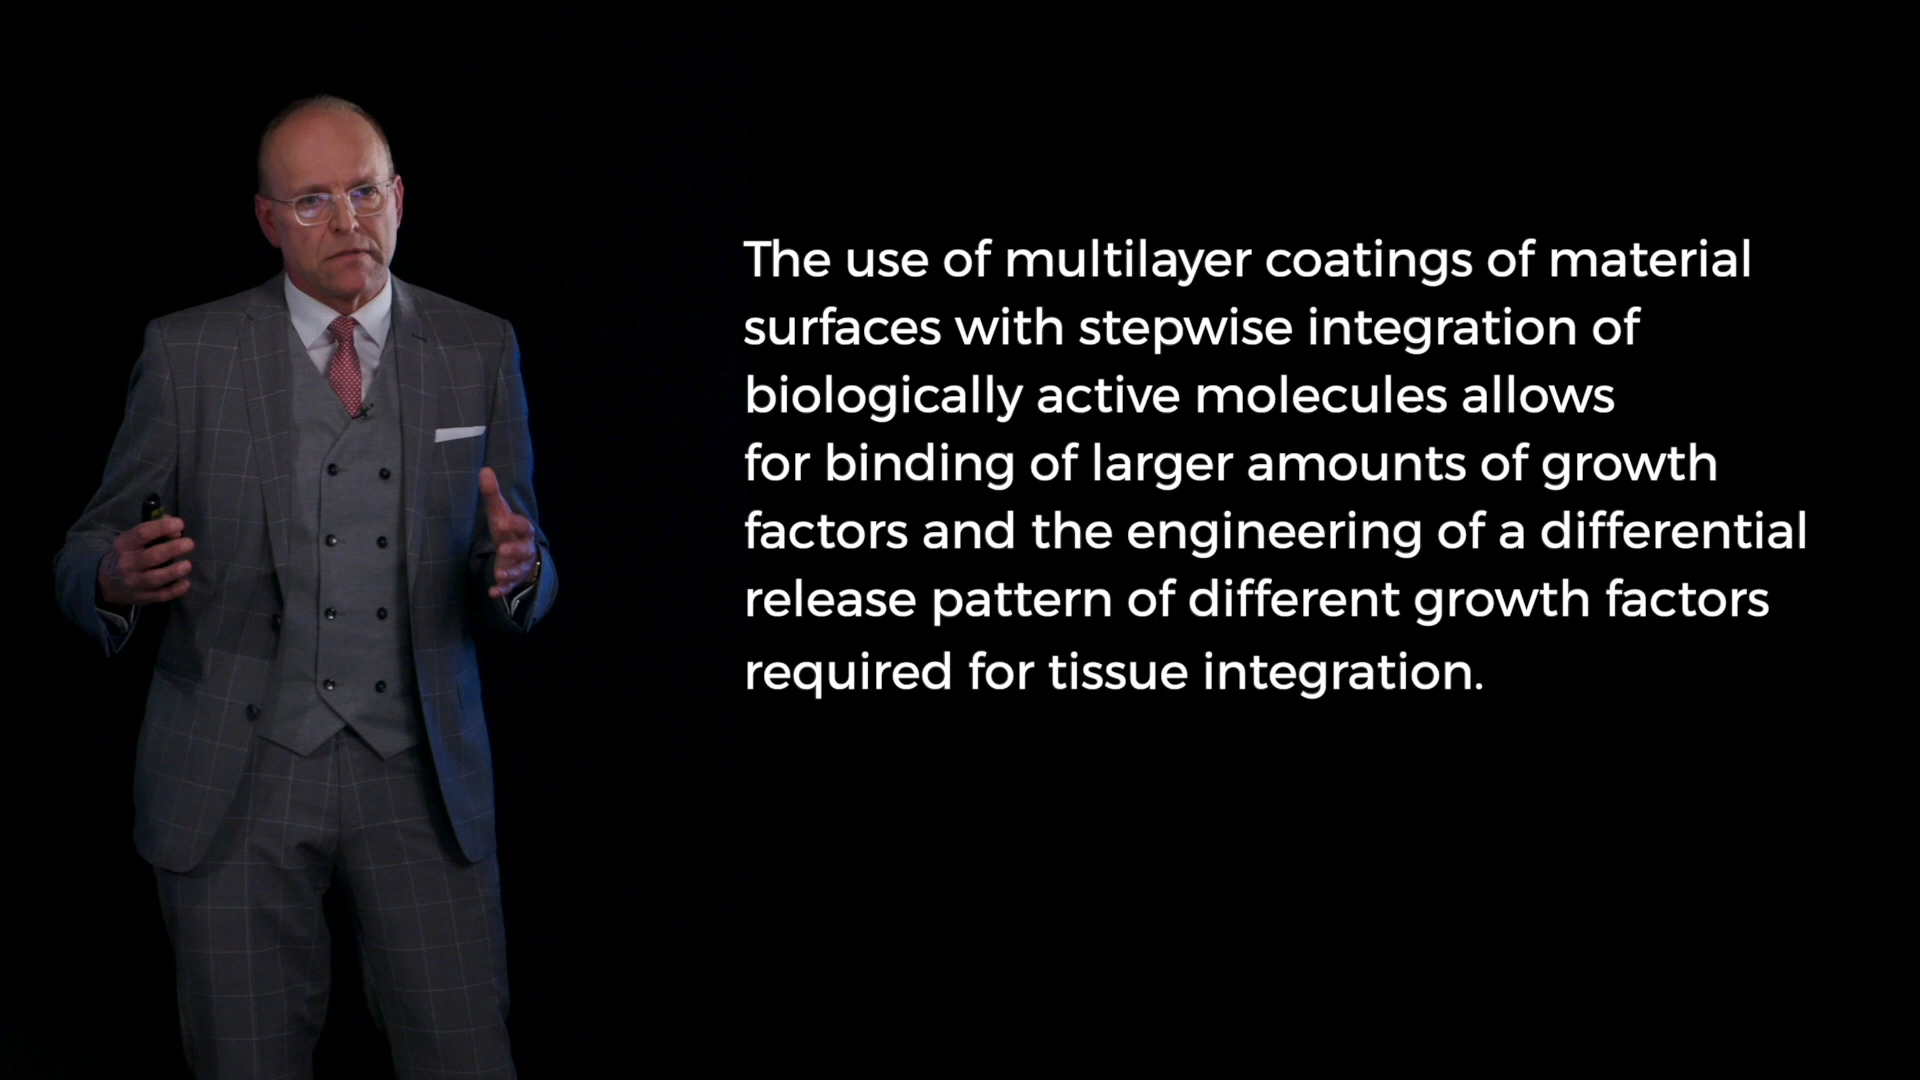 The use of multilayer coatings of material
surfaces with stepwise integration of
biologically active molecules allows
for binding of larger amounts of growth
factors and the engineering of a differential
release pattern of different growth factors
required for tissue integration.